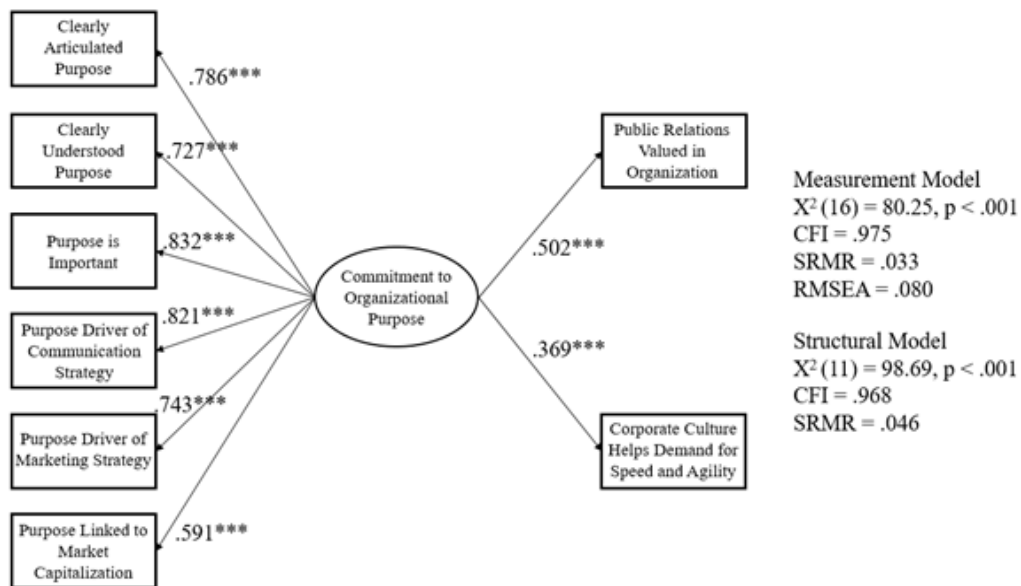 Clearly
Articulated
Purpose
.786***
Clearly
Understood
Purpose
.727***
Purpose is
Important
.832***
Purpose Driver of
Communication
Strategy
.821***
Purpose Driver of
Marketing Strategy
.743***
Purpose Linked to
Market
Capitalization
.591***
Commitment to
Organizational
Purpose
Public Relations
Valued in
Organization
.502***
.369***
Corporate Culture
Helps Demand for
Speed and Agility
Measurement Model
X² (16) = 80.25, p < .001
CFI = .975
SRMR = .033
RMSEA = .080
Structural Model
X² (11) = 98.69, p < .001
CFI = .968
SRMR = .046